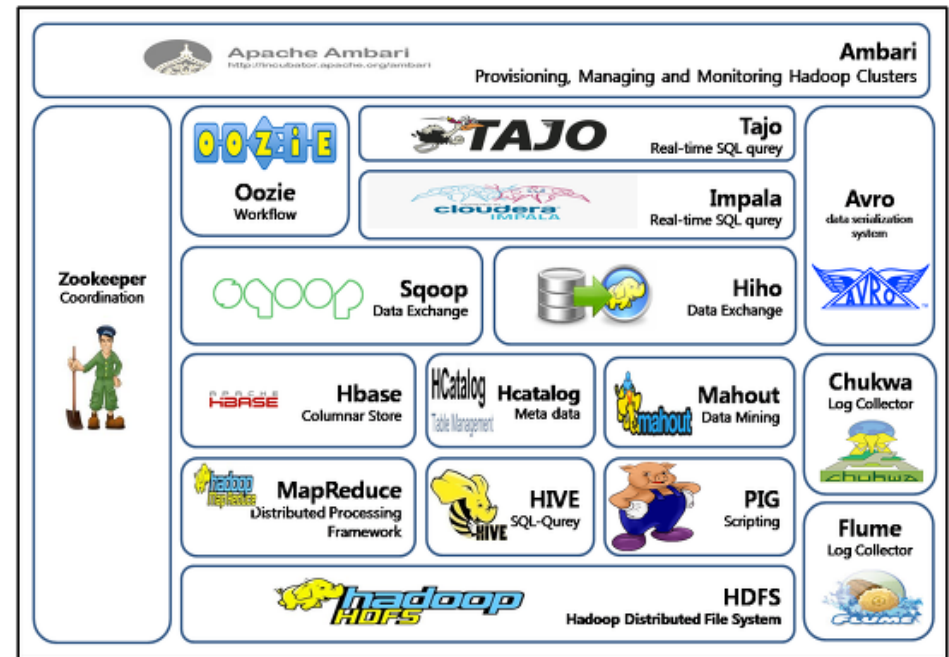 Apache Ambari
http://incubator.apache.org/ambari
Ambari
Provisioning, Managing and Monitoring Hadoop Clusters
Zookeeper
Coordination
OOZiE
Oozie
Workflow
TAJO
Tajo
Real-time SQL qurey
cloudera
IMPALA
Impala
Real-time SQL qurey
Avro
data serialization
system
AVRO
TM
sqoop
Sqoop
Data Exchange
Hiho
Data Exchange
APACHE
HBASE
Hbase
Columnar Store
HCatalog
Table Management
Hcatalog
Meta data
mahout
Mahout
Data Mining
Chukwa
Log Collector
chukwa
hadoop
MapReduce
MapReduce
Distributed Processing
Framework
HIVE
HIVE
SQL-Qurey
PIG
Scripting
Flume
Log Collector
FLUME
hadoop
HDFS
HDFS
Hadoop Distributed File System